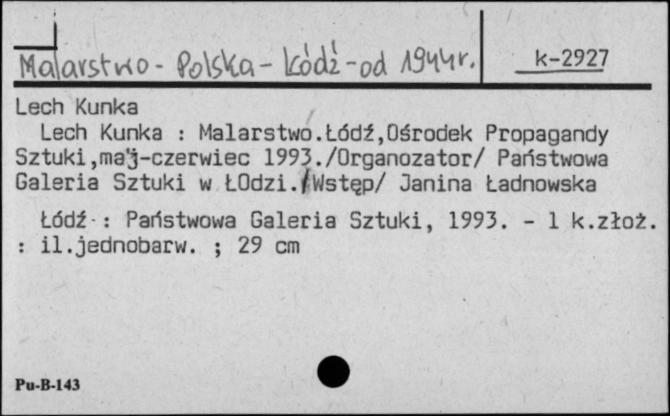 Malarstwo - Polska - Łódź - od 1944r.
k-2927
Lech Kunka
Lech Kunka : Malarstwo.Łódź,Ośrodek Propagandy
Sztuki,maj-czerwiec 1993./Organozator/ Państwowa
Galeria Sztuki w ŁOdzi./Wstęp/ Janina Ładnowska
Łódź : Państwowa Galeria Sztuki, 1993. - 1 k.złoż.
: il.jednobarw. ; 29 cm
Pu-B-143